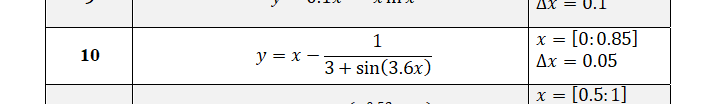 Δx = 0.1
10
y = x − 1 / (3 + sin(3.6x))
x = [0:0.85]
Δx = 0.05
x = [0.5:1]